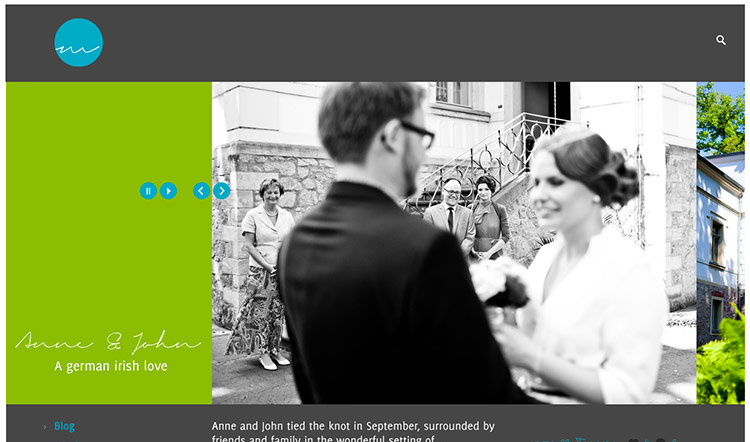 Anne & John
A german irish love
Blog
Anne and John tied the knot in September, surrounded by
friends and family in the wonderful setting of